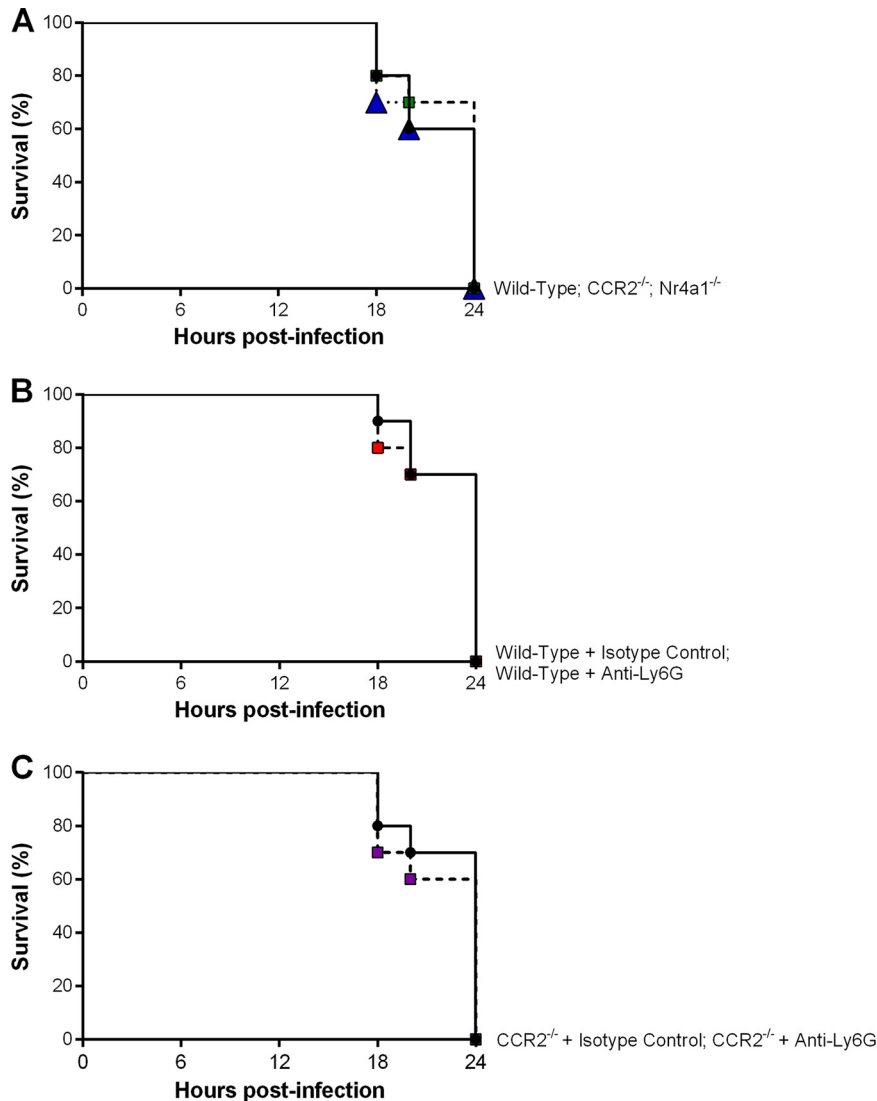 A
100
80
60
40
20
0
Survival (%)
0 6 12 18 24
Hours post-infection
Wild-Type; CCR2-/-; Nr4a1-/-
B
100
80
60
40
20
0
Survival (%)
0 6 12 18 24
Hours post-infection
Wild-Type + Isotype Control;
Wild-Type + Anti-Ly6G
C
100
80
60
40
20
0
Survival (%)
0 6 12 18 24
Hours post-infection
CCR2-/- + Isotype Control; CCR2-/- + Anti-Ly6G